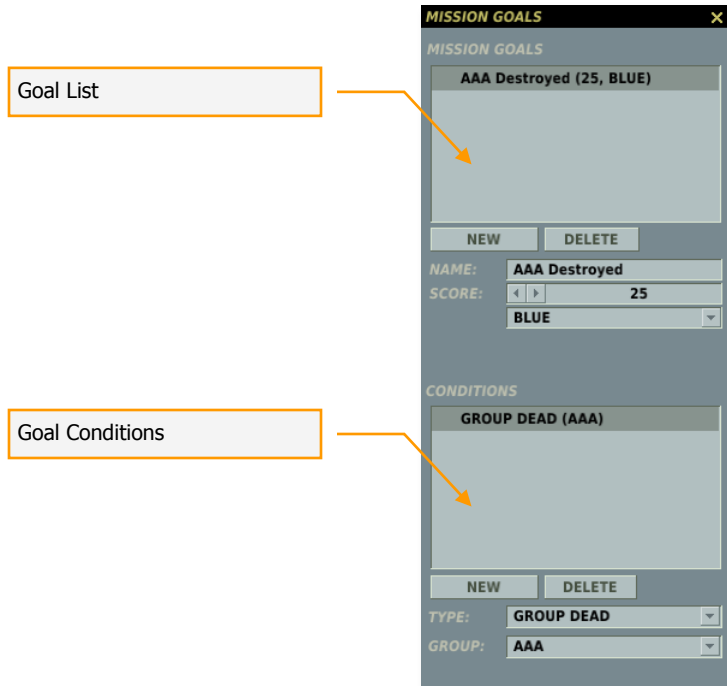 MISSION GOALS
MISSION GOALS
AAA Destroyed (25, BLUE)
Goal List
NEW DELETE
NAME: AAA Destroyed
SCORE: 25
BLUE
CONDITIONS
GROUP DEAD (AAA)
Goal Conditions
NEW DELETE
TYPE: GROUP DEAD
GROUP: AAA